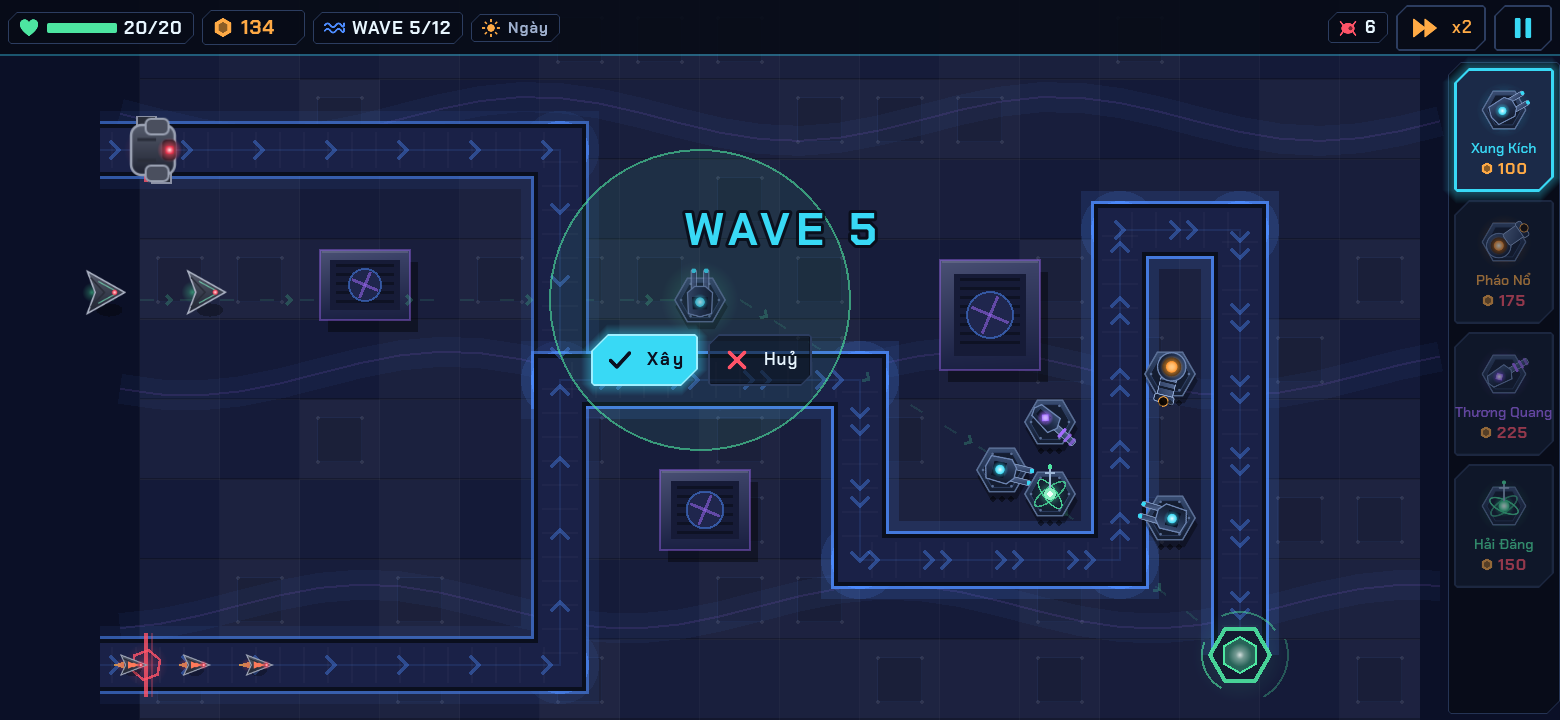 20/20
134
WAVE 5/12
Ngày
6
x2
WAVE 5
Xây
Huỷ
Xung Kích
100
Pháo Nổ
175
Thương Quang
225
Hải Đăng
150